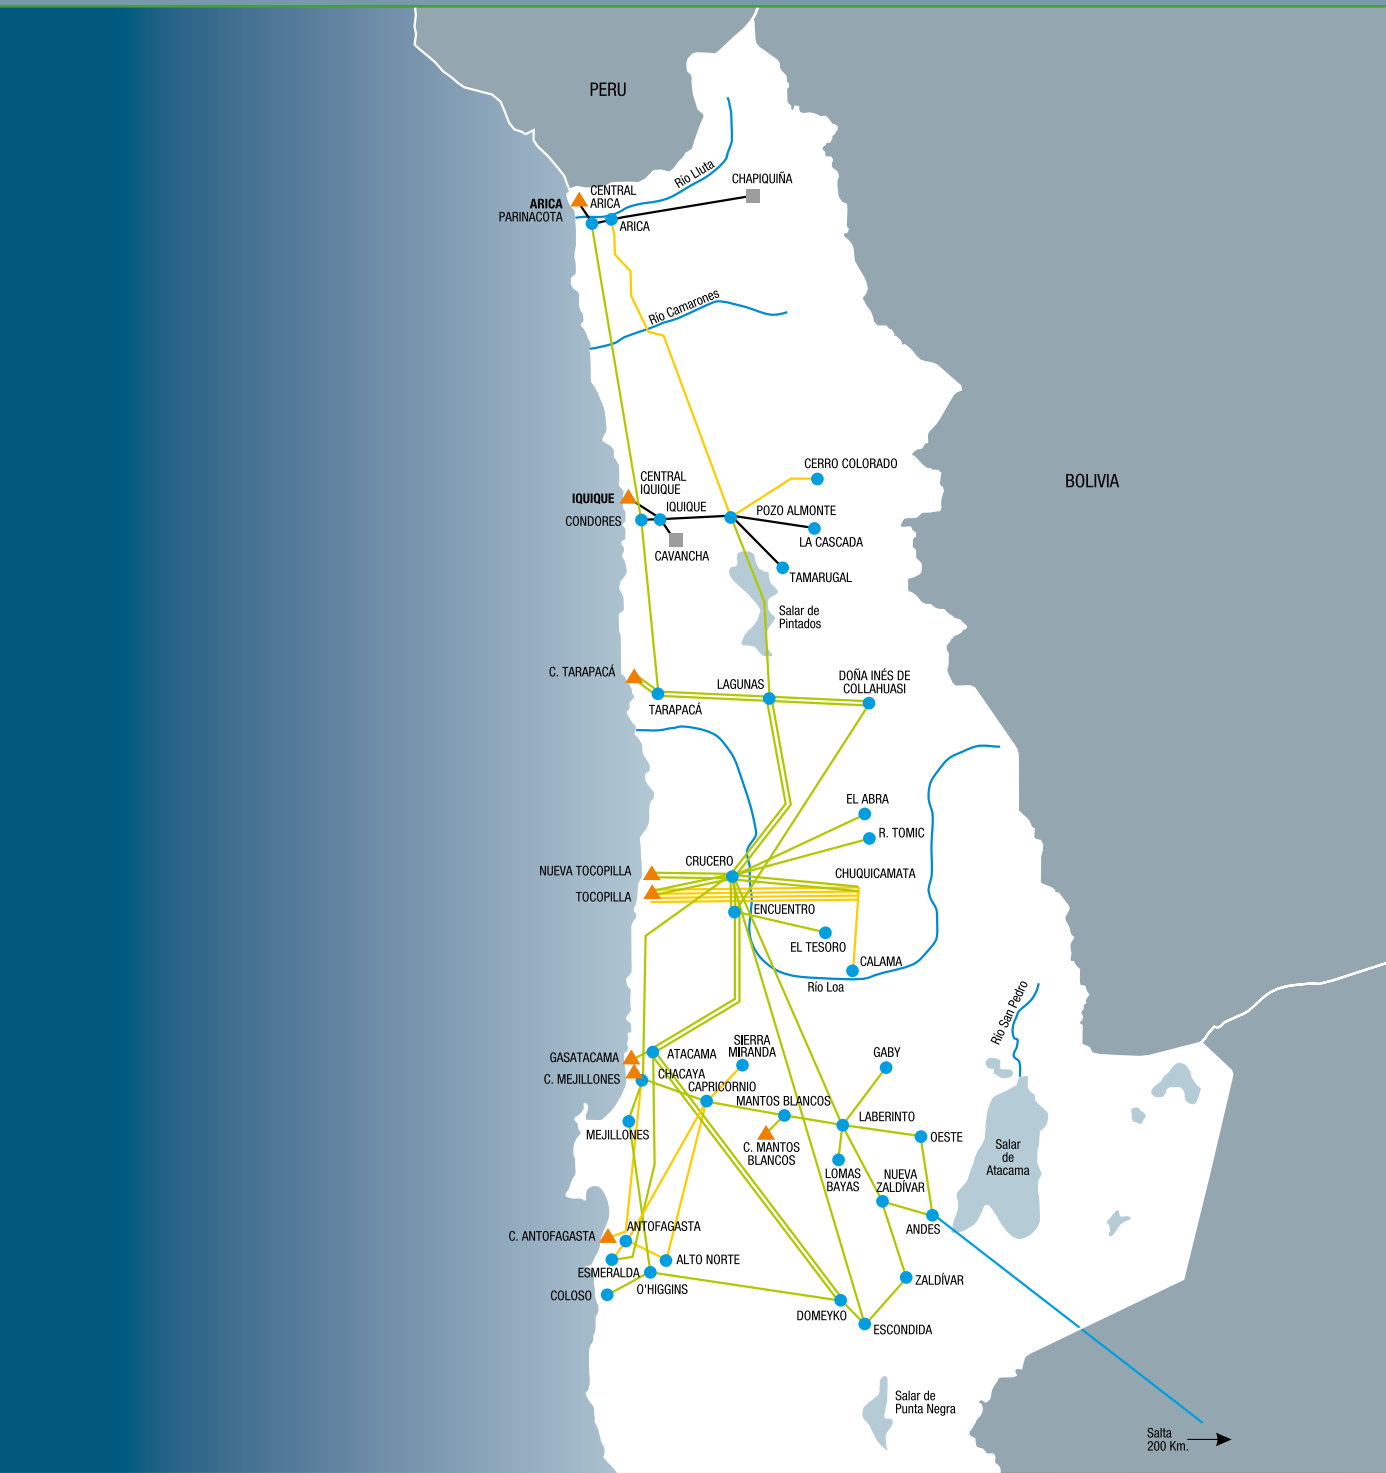 PERU
Río Lluta
CHAPIQUIÑA
CENTRAL
ARICA
ARICA
PARINACOTA
ARICA
Río Camarones
CERRO COLORADO
BOLIVIA
CENTRAL
IQUIQUE
IQUIQUE
IQUIQUE
POZO ALMONTE
CONDORES
LA CASCADA
CAVANCHA
TAMARUGAL
Salar de
Pintados
C. TARAPACÁ
LAGUNAS
DOÑA INÉS DE
COLLAHUASI
TARAPACÁ
EL ABRA
R. TOMIC
CRUCERO
NUEVA TOCOPILLA
CHUQUICAMATA
TOCOPILLA
ENCUENTRO
EL TESORO
CALAMA
Río Loa
Río San Pedro
SIERRA
MIRANDA
GASATACAMA
ATACAMA
GABY
C. MEJILLONES
CHACAYA
CAPRICORNIO
MANTOS BLANCOS
LABERINTO
MEJILLONES
OESTE
C. MANTOS
BLANCOS
Salar
de
Atacama
LOMAS
BAYAS
NUEVA
ZALDÍVAR
ANTOFAGASTA
ANDES
C. ANTOFAGASTA
ALTO NORTE
ESMERALDA
O'HIGGINS
ZALDÍVAR
COLOSO
DOMEYKO
ESCONDIDA
Salar de
Punta Negra
Salta
200 Km.